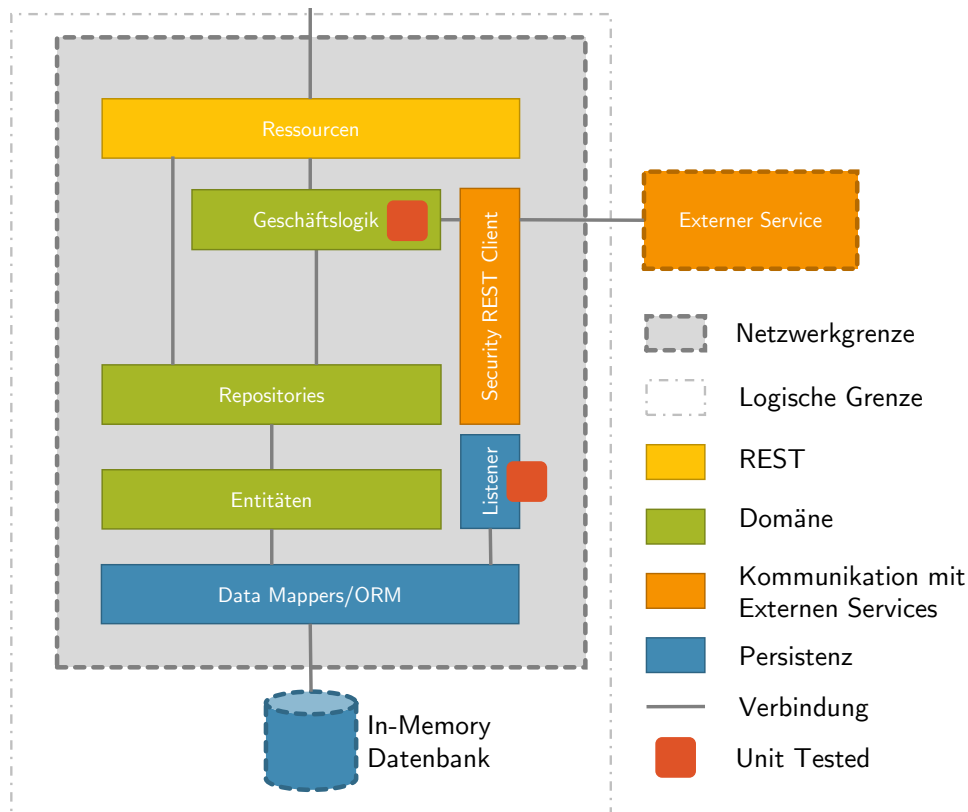 Ressourcen
Geschäftslogik
Security REST Client
Externer Service
Repositories
Listener
Entitäten
Data Mappers/ORM
In-Memory
Datenbank
Netzwerkgrenze
Logische Grenze
REST
Domäne
Kommunikation mit
Externen Services
Persistenz
Verbindung
Unit Tested